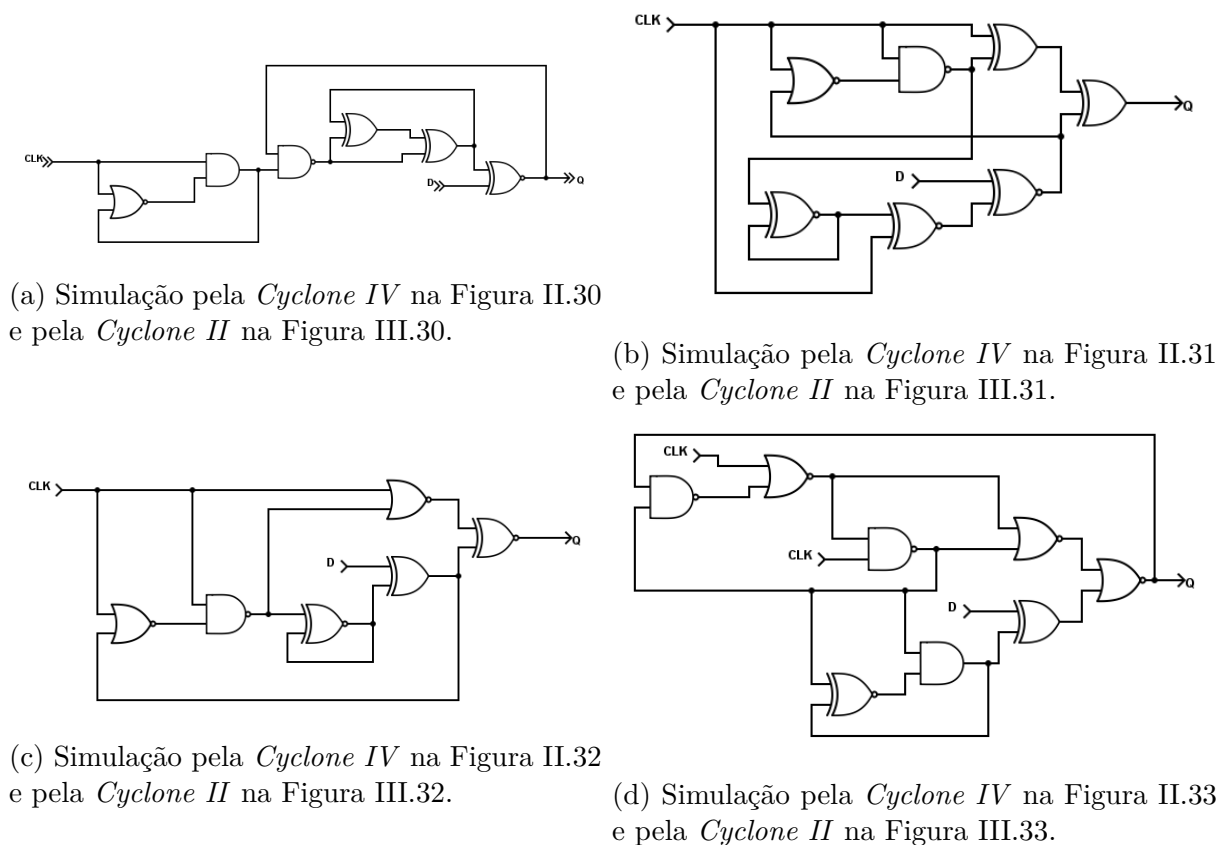 CLK
D
Q
(a) Simulação pela Cyclone IV na Figura II.30
e pela Cyclone II na Figura III.30.
CLK
D
Q
(b) Simulação pela Cyclone IV na Figura II.31
e pela Cyclone II na Figura III.31.
CLK
D
Q
(c) Simulação pela Cyclone IV na Figura II.32
e pela Cyclone II na Figura III.32.
CLK
CLK
D
Q
(d) Simulação pela Cyclone IV na Figura II.33
e pela Cyclone II na Figura III.33.